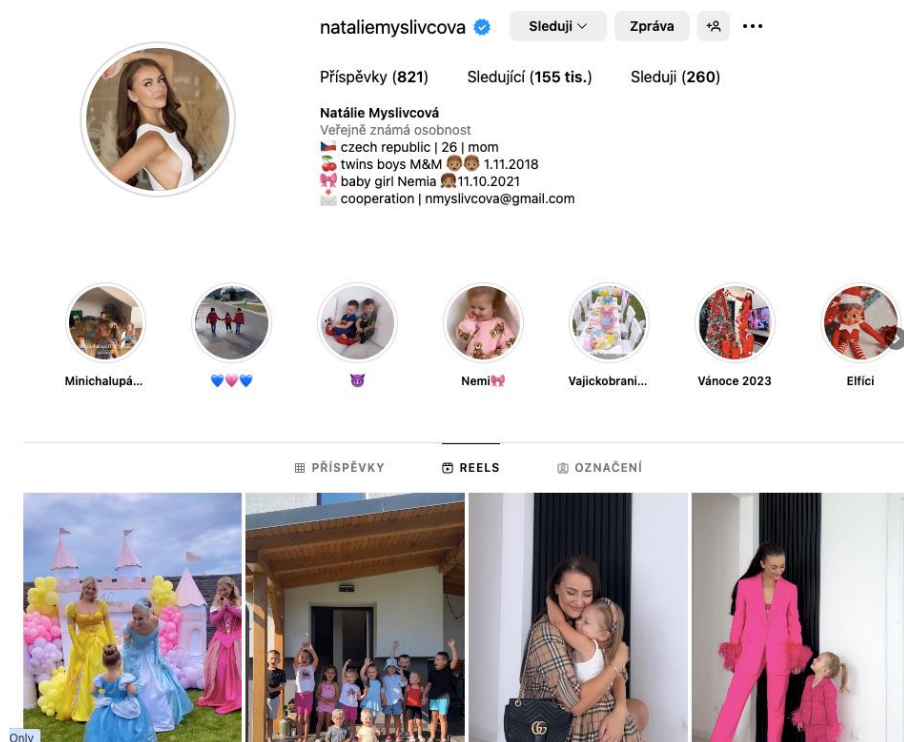 nataliemyslivcova
Sleduji
Zpráva
Příspěvky (821) Sledující (155 tis.) Sleduji (260)
Natálie Myslivcová
Veřejně známá osobnost
🇨🇿 czech republic | 26 | mom
🍒 twins boys M&M 👦🏽👦🏽 1.11.2018
🎀 baby girl Nemia 👧🏽11.10.2021
📩 cooperation | nmyslivcova@gmail.com
Minichalupá...
💙💗💙
😈
Nemi🎀
Vajickobrani...
Vánoce 2023
Elfíci
PŘÍSPĚVKY
REELS
OZNAČENÍ
Only